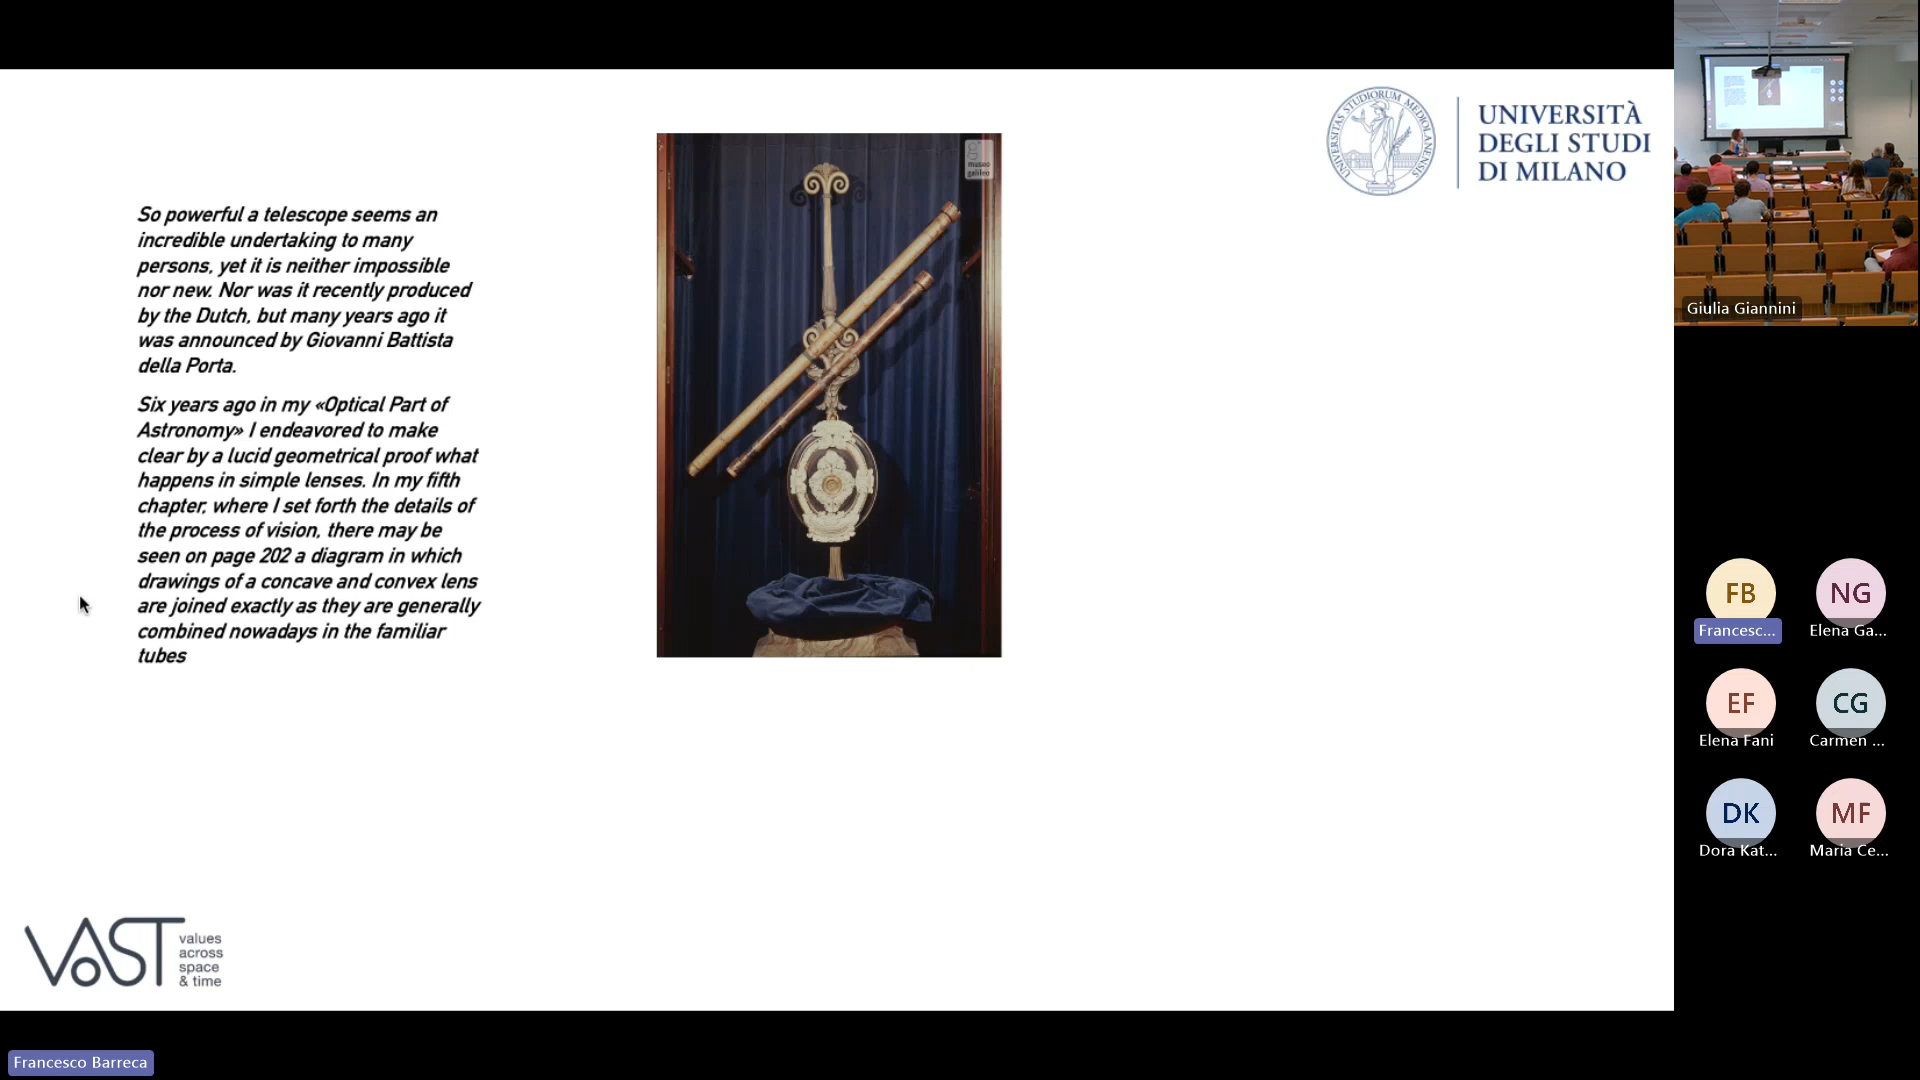 So powerful a telescope seems an
incredible undertaking to many
persons, yet it is neither impossible
nor new. Nor was it recently produced
by the Dutch, but many years ago it
was announced by Giovanni Battista
della Porta.
Six years ago in my «Optical Part of
Astronomy» I endeavored to make
clear by a lucid geometrical proof what
happens in simple lenses. In my fifth
chapter, where I set forth the details of
the process of vision, there may be
seen on page 202 a diagram in which
drawings of a concave and convex lens
are joined exactly as they are generally
combined nowadays in the familiar
tubes
museo
galileo
UNIVERSITAS STUDIORUM MEDIOLANENSIS
UNIVERSITÀ
DEGLI STUDI
DI MILANO
Giulia Giannini
FB
Francesc...
NG
Elena Ga...
EF
Elena Fani
CG
Carmen ...
DK
Dora Kat...
MF
Maria Ce...
VAST
values
across
space
& time
Francesco Barreca